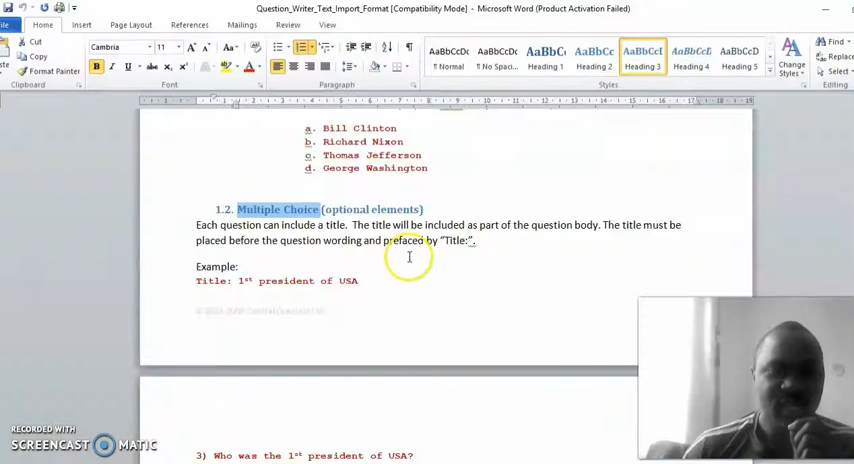 Question_Writer_Text_Import_Format [Compatibility Mode] - Microsoft Word (Product Activation Failed)
File Home Insert Page Layout References Mailings Review View
Cut
Copy
Format Painter
Clipboard
Cambria 11
Font
Paragraph
AaBbCcDc AaBbCcDc AaBbC AaBbCc AaBbCcI AaBbCcDc AaBbCcD
¶ Normal ¶ No Spaci... Heading 1 Heading 2 Heading 3 Heading 4 Heading 5
Styles
Change Styles
Find
Replace
Select
Editing
a. Bill Clinton
b. Richard Nixon
c. Thomas Jefferson
d. George Washington
1.2. Multiple Choice (optional elements)
Each question can include a title. The title will be included as part of the question body. The title must be
placed before the question wording and prefaced by “Title:”.
Example:
Title: 1st president of USA
3) Who was the 1st president of USA?
RECORDED WITH
SCREENCAST MATIC